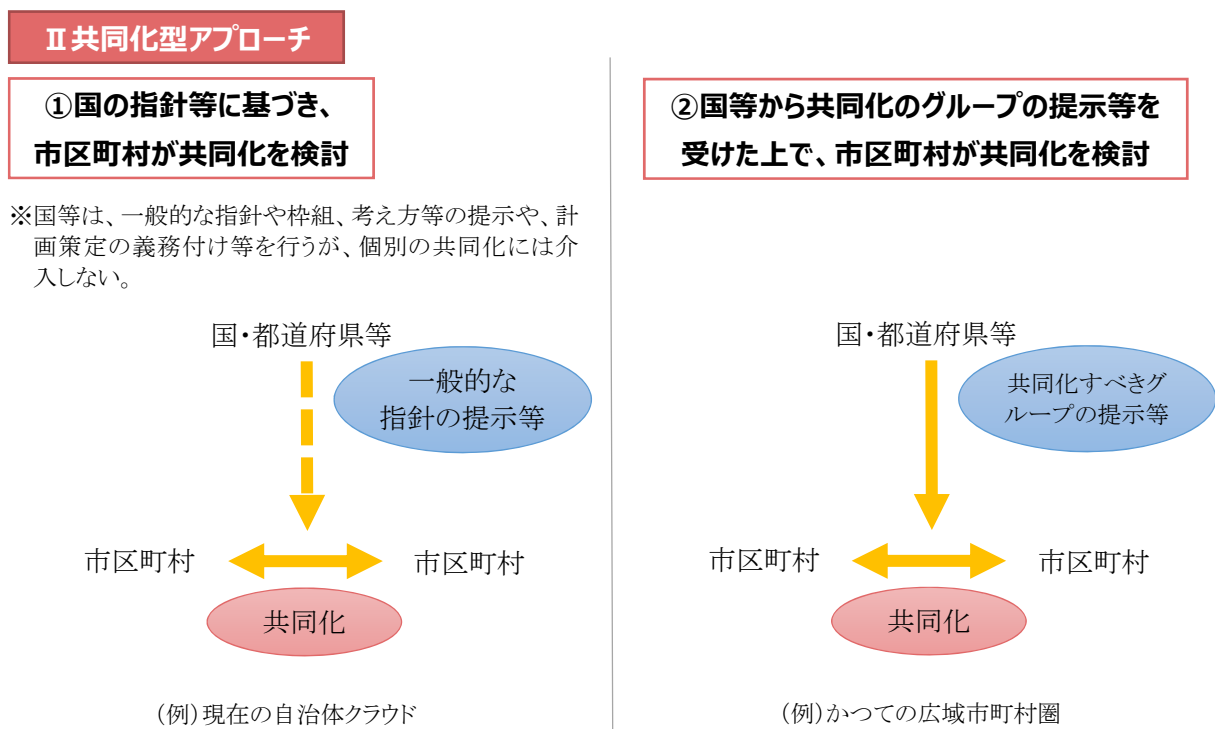 Ⅱ共同化型アプローチ
①国の指針等に基づき、
市区町村が共同化を検討
※国等は、一般的な指針や枠組、考え方等の提示や、計
画策定の義務付け等を行うが、個別の共同化には介
入しない。
国・都道府県等
一般的な
指針の提示等
市区町村
市区町村
共同化
(例)現在の自治体クラウド
②国等から共同化のグループの提示等を
受けた上で、市区町村が共同化を検討
国・都道府県等
共同化すべきグ
ループの提示等
市区町村
市区町村
共同化
(例)かつての広域市町村圏